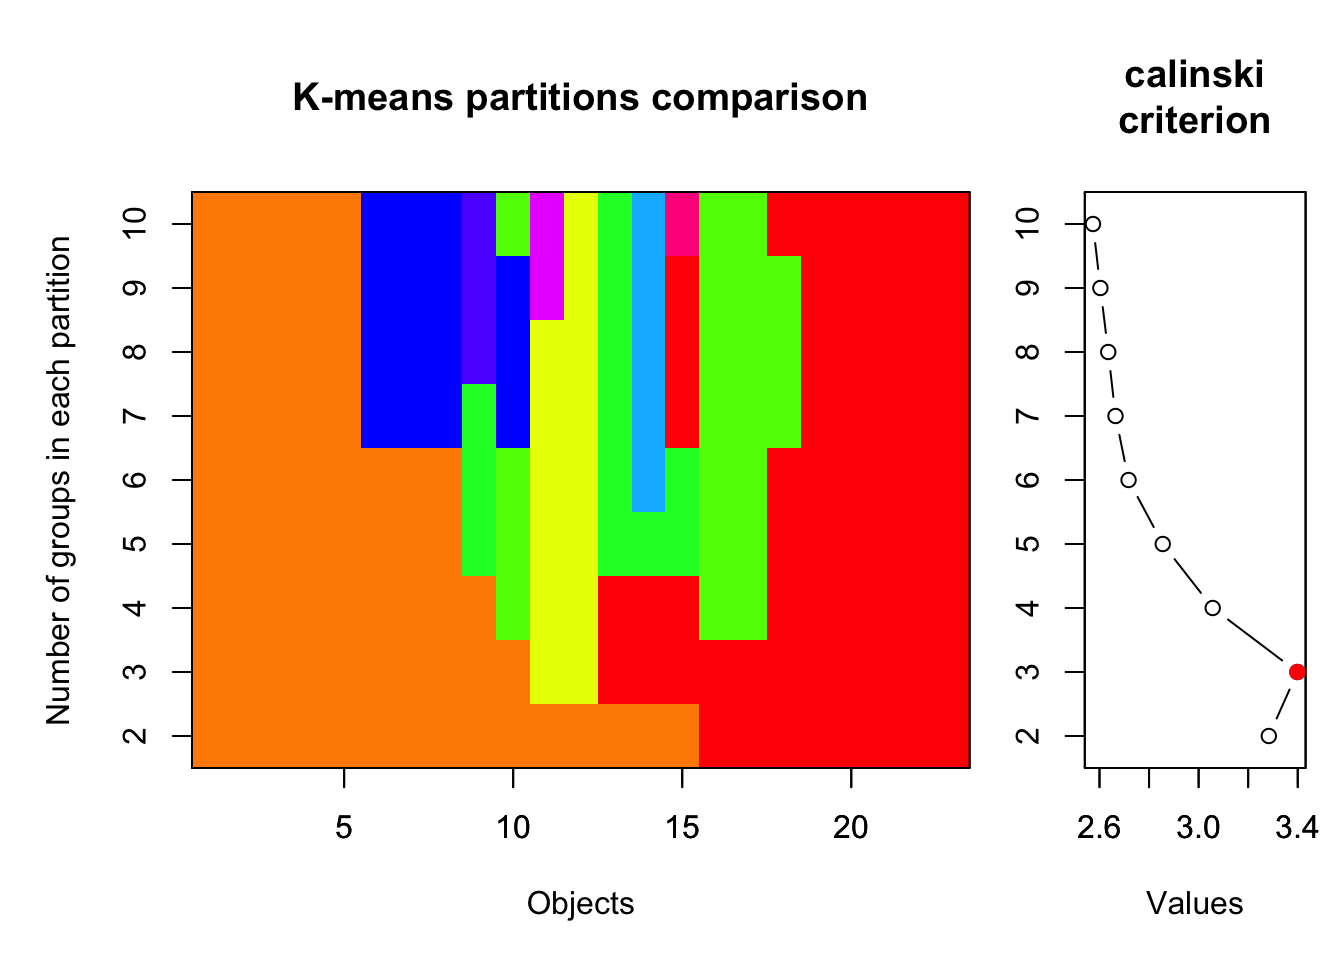 K-means partitions comparison
calinski
criterion
Number of groups in each partition
10
9
8
7
6
5
4
3
2
5 10 15 20
Objects
10
9
8
7
6
5
4
3
2
2.6 3.0 3.4
Values